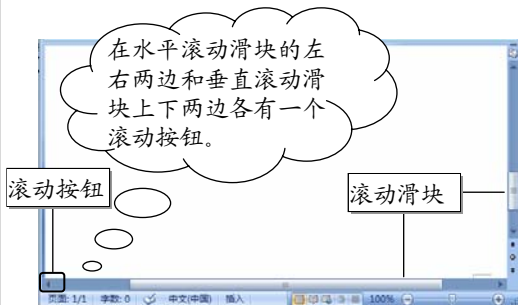 在水平滚动滑块的左
右两边和垂直滚动滑
块上下两边各有一个
滚动按钮。
滚动按钮
滚动滑块
页面: 1/1 字数: 0 中文(中国) 插入 100%